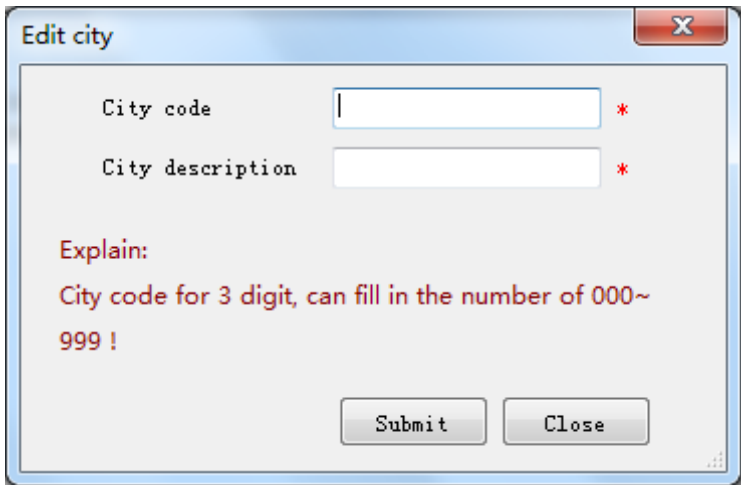 Edit city
City code *
City description *
Explain:
City code for 3 digit, can fill in the number of 000~
999 !
Submit Close